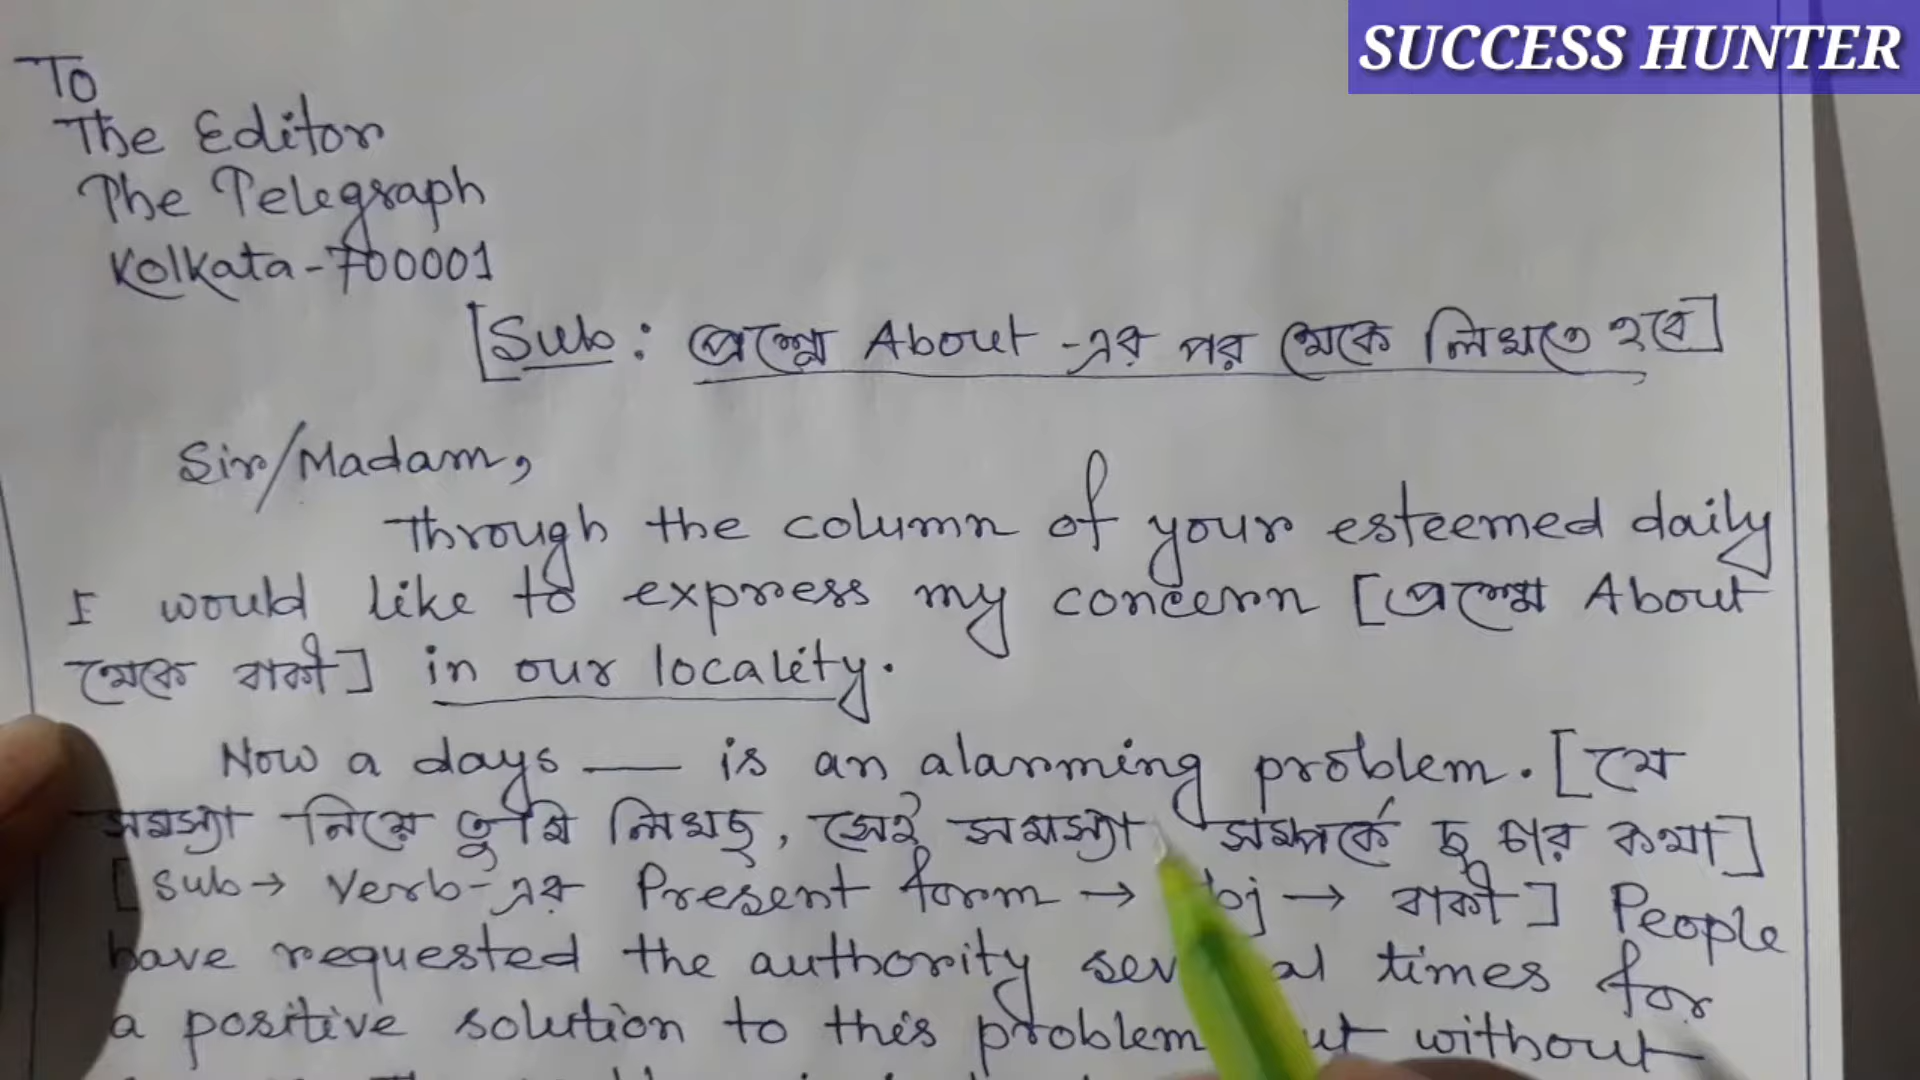 SUCCESS HUNTER
To
The Editor
The Telegraph
Kolkata-700001
[Sub: প্রশ্নে About -এর পর থেকে লিখতে হবে]
Sir/Madam,
Through the column of your esteemed daily
I would like to express my concern [প্রশ্নে About
থেকে বাকী] in our locality.
Now a days — is an alarming problem. [যে
সমস্যা নিয়ে তুমি লিখছ, সেই সমস্যা সম্পর্কে দু চার কথা]
[Sub → Verb-এর Present form → obj → বাকী] People
have requested the authority several times for
a positive solution to this problem but without